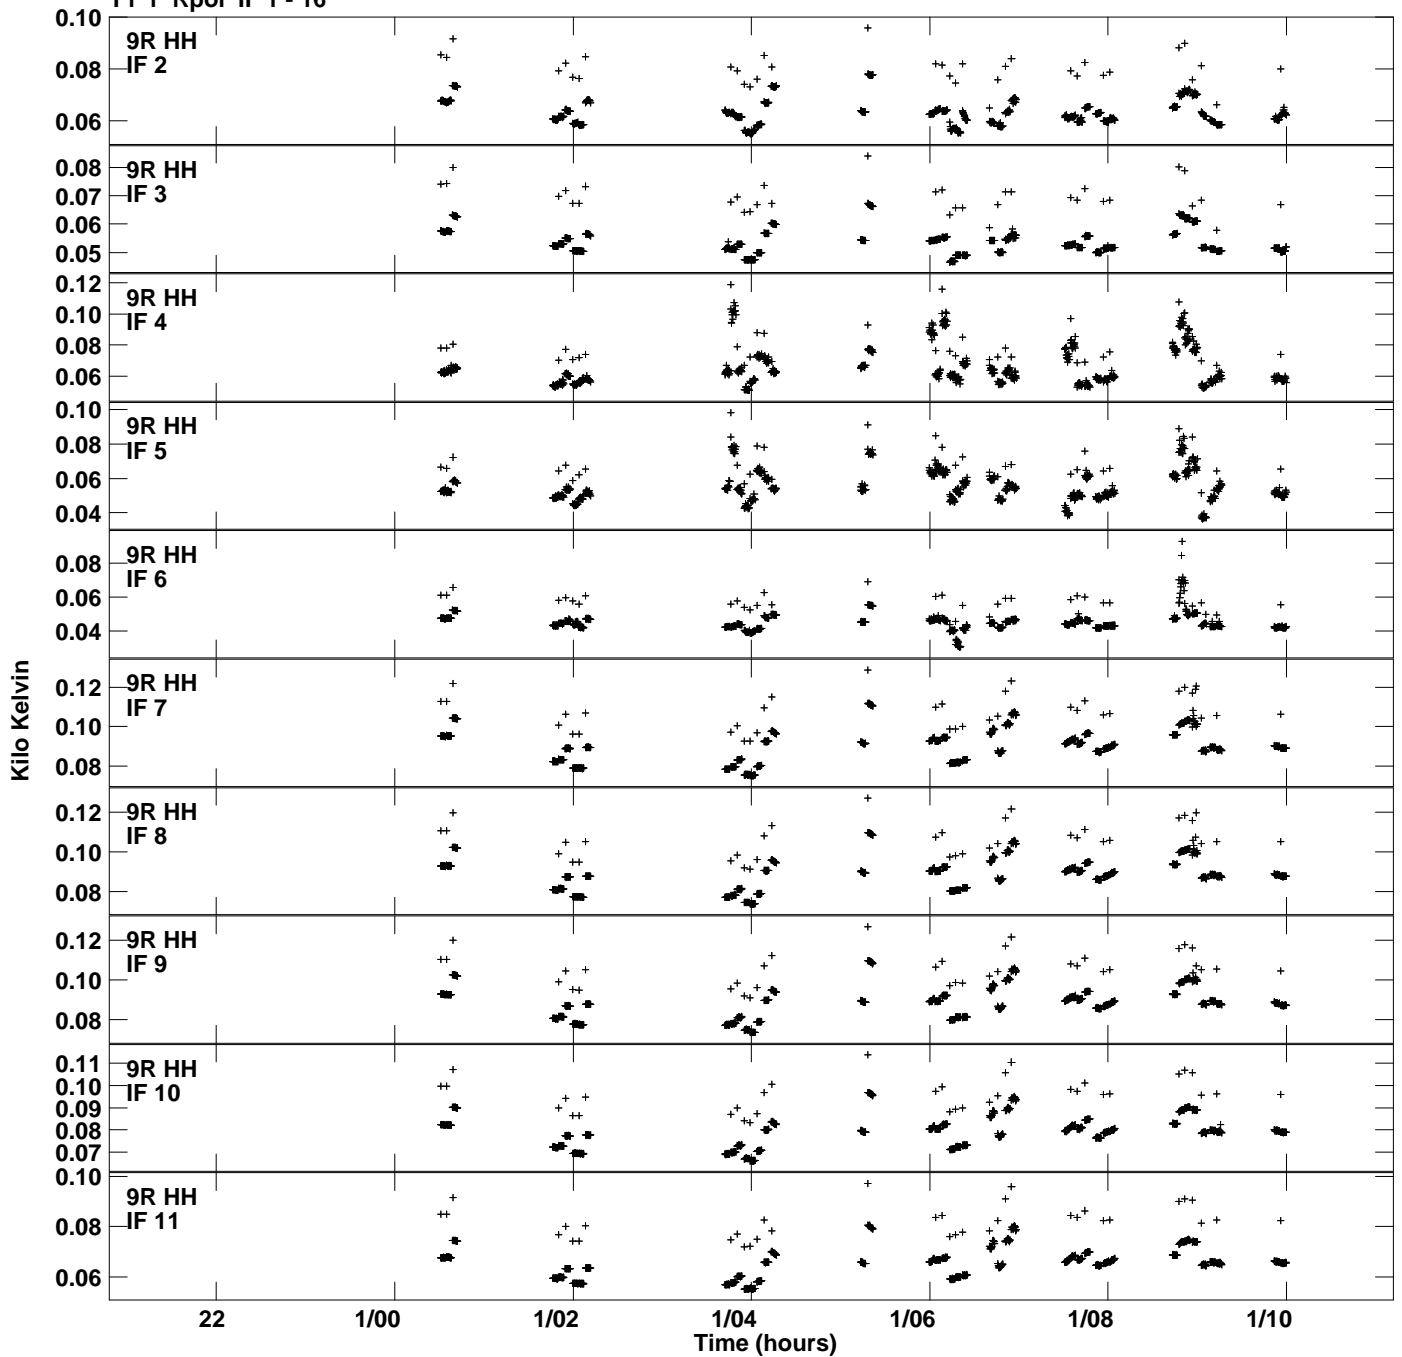 0.10
9R HH
IF 2
0.08
0.06
9R HH
IF 3
0.08
0.07
0.06
0.05
9R HH
IF 4
0.12
0.10
0.08
0.06
9R HH
IF 5
0.10
0.08
0.06
0.04
9R HH
IF 6
0.08
0.06
0.04
9R HH
IF 7
0.12
0.10
0.08
9R HH
IF 8
0.12
0.10
0.08
9R HH
IF 9
0.12
0.10
0.08
9R HH
IF 10
0.11
0.10
0.09
0.08
0.07
9R HH
IF 11
0.10
0.08
0.06
Kilo Kelvin
22 1/00 1/02 1/04 1/06 1/08 1/10
Time (hours)